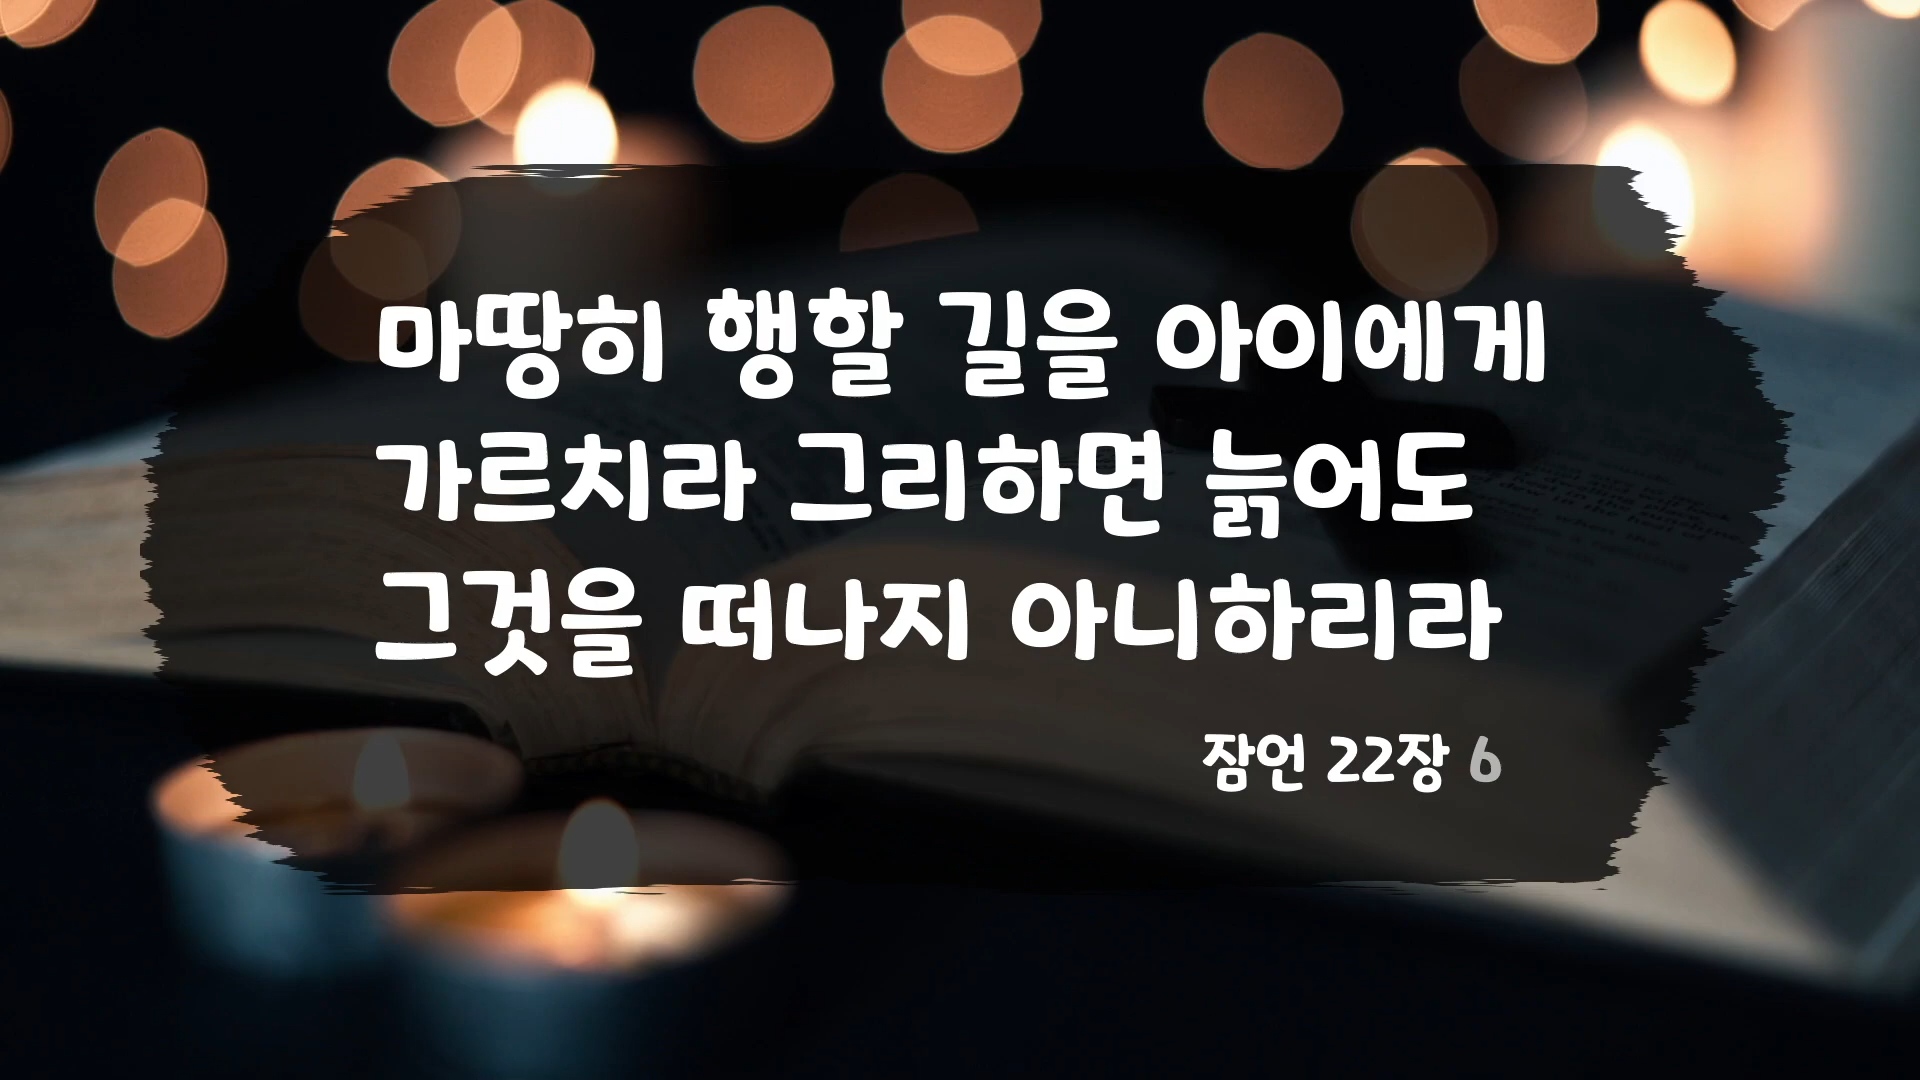 마땅히 행할 길을 아이에게
가르치라 그리하면 늙어도
그것을 떠나지 아니하리라
잠언 22장 6